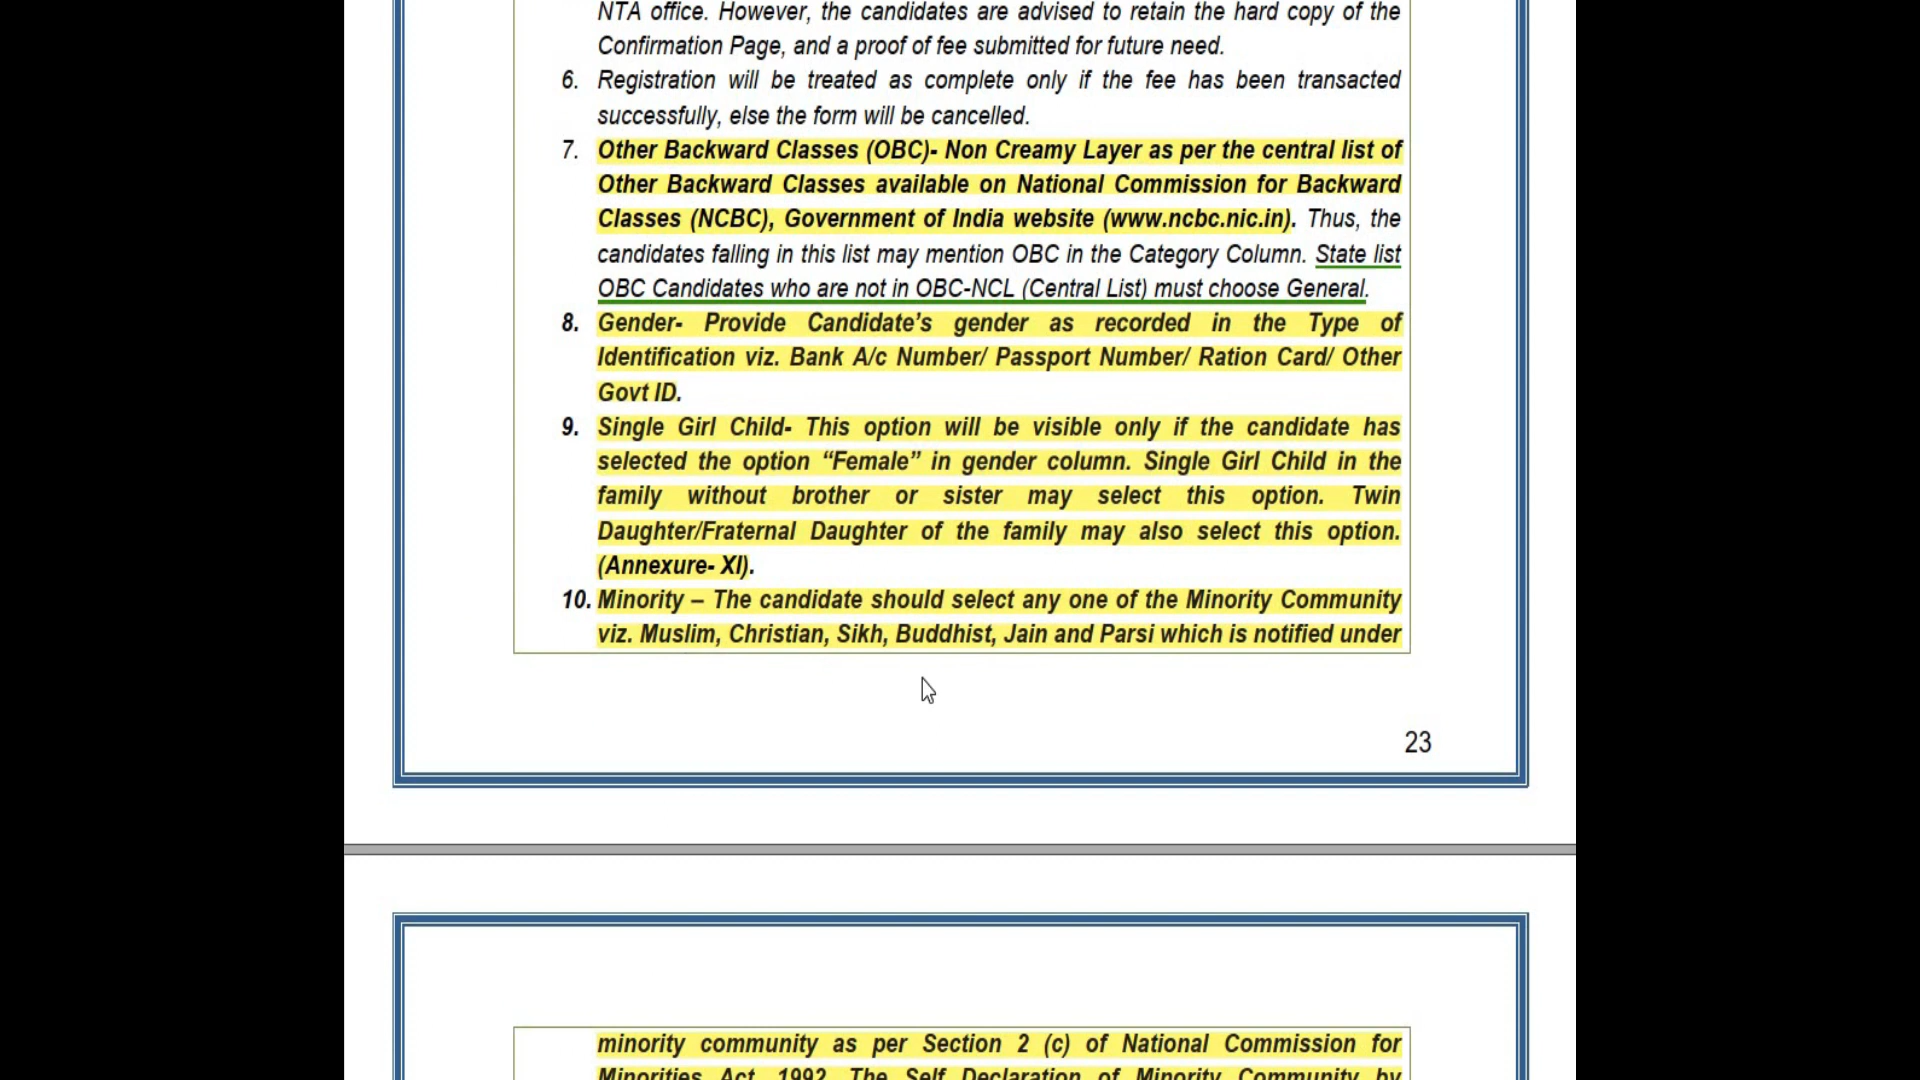 NTA office. However, the candidates are advised to retain the hard copy of the
Confirmation Page, and a proof of fee submitted for future need.
6. Registration will be treated as complete only if the fee has been transacted
successfully, else the form will be cancelled.
7. Other Backward Classes (OBC)- Non Creamy Layer as per the central list of
Other Backward Classes available on National Commission for Backward
Classes (NCBC), Government of India website (www.ncbc.nic.in). Thus, the
candidates falling in this list may mention OBC in the Category Column. State list
OBC Candidates who are not in OBC-NCL (Central List) must choose General.
8. Gender- Provide Candidate's gender as recorded in the Type of
Identification viz. Bank A/c Number/ Passport Number/ Ration Card/ Other
Govt ID.
9. Single Girl Child- This option will be visible only if the candidate has
selected the option “Female” in gender column. Single Girl Child in the
family without brother or sister may select this option. Twin
Daughter/Fraternal Daughter of the family may also select this option.
(Annexure- XI).
10. Minority – The candidate should select any one of the Minority Community
viz. Muslim, Christian, Sikh, Buddhist, Jain and Parsi which is notified under
23
minority community as per Section 2 (c) of National Commission for
Minorities Act, 1992. The Self Declaration of Minority Community by